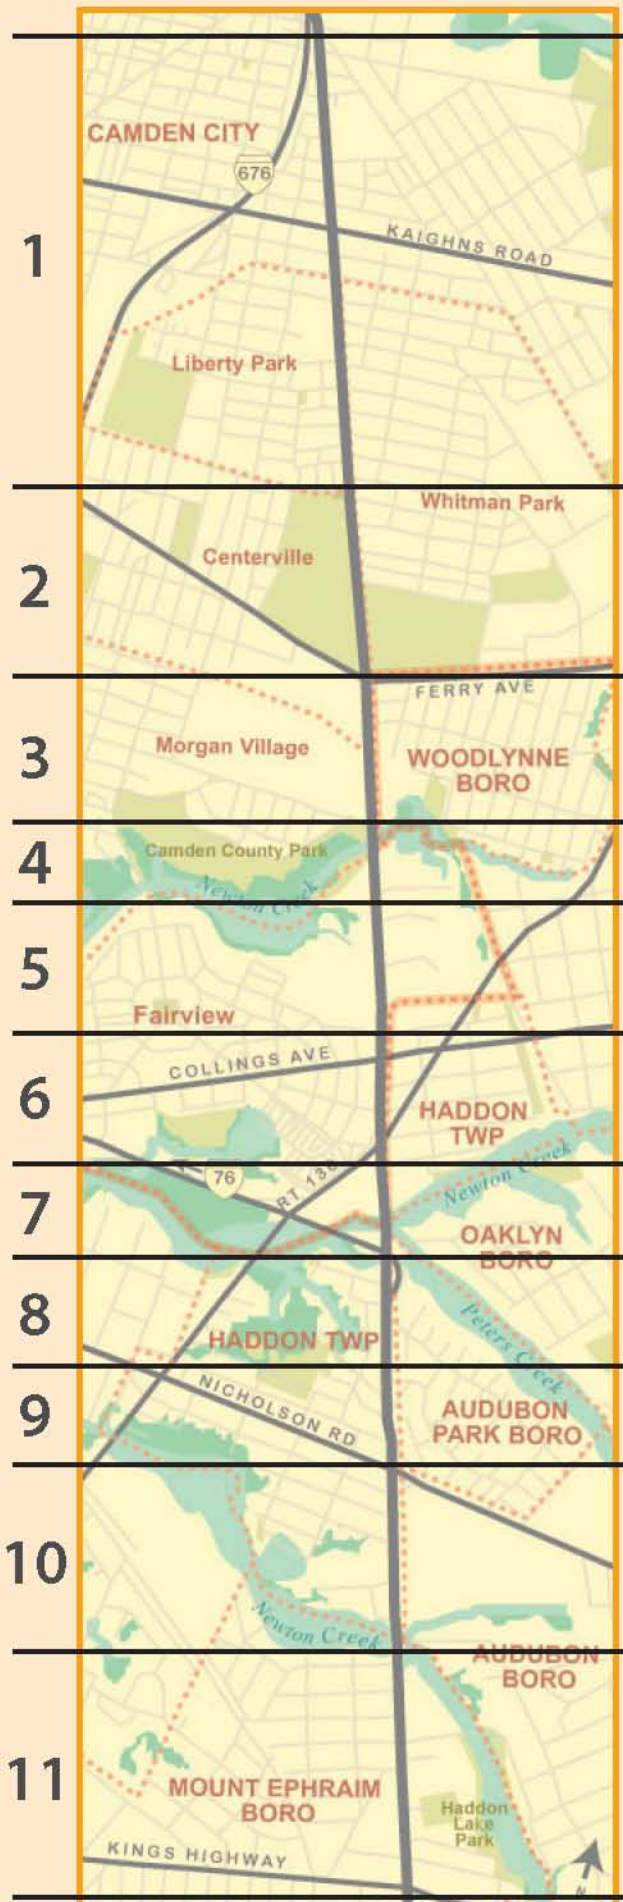 CAMDEN CITY
676
1
KAIGHNS ROAD
Liberty Park
Whitman Park
Centerville
2
FERRY AVE
Morgan Village
3
WOODLYNNE
BORO
4
Camden County Park
Newton Creek
5
Fairview
COLLINGS AVE
6
HADDON
TWP
76
RT. 130
Newton Creek
7
OAKLYN
BORO
8
Peters Creek
HADDON TWP
9
NICHOLSON RD
AUDUBON
PARK BORO
10
Newton Creek
AUDUBON
BORO
11
MOUNT EPHRAIM
BORO
Haddon
Lake
Park
KINGS HIGHWAY
N